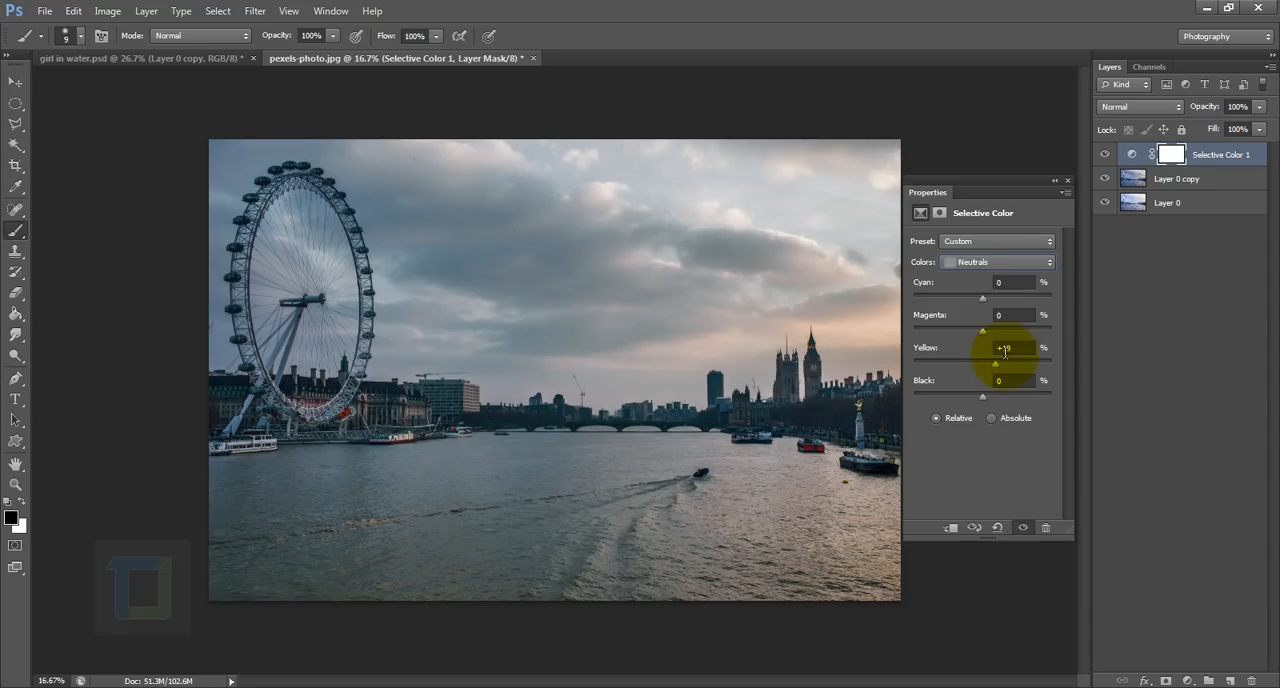 Ps File Edit Image Layer Type Select Filter View Window Help
9 Mode: Normal Opacity: 100% Flow: 100% Photography
girl in water.psd @ 26.7% (Layer 0 copy, RGB/8) * × pexels-photo.jpg @ 16.7% (Selective Color 1, Layer Mask/8) * ×
Layers Channels
Kind
Normal Opacity: 100%
Lock: Fill: 100%
Selective Color 1
Layer 0 copy
Layer 0
Properties
Selective Color
Preset: Custom
Colors: Neutrals
Cyan: 0 %
Magenta: 0 %
Yellow: %
Black: 0 %
Relative Absolute
16.67% Doc: 51.3M/102.6M